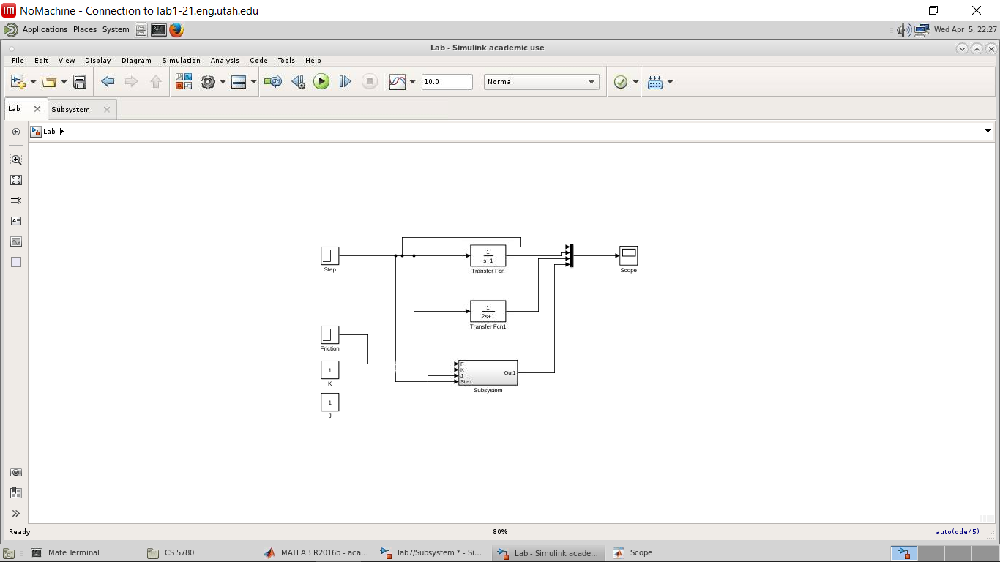 NoMachine - Connection to lab1-21.eng.utah.edu
Applications Places System Wed Apr 5, 22:27
Lab - Simulink academic use
File Edit View Display Diagram Simulation Analysis Code Tools Help
10.0 Normal
Lab Subsystem
Lab
1
s+1
Step Transfer Fcn Scope
1
2s+1
Transfer Fcn1
Friction
F
1 K
J Out1
Step
K Subsystem
1
J
Ready 80% auto(ode45)
Mate Terminal CS 5780 MATLAB R2016b - aca... lab7/Subsystem * - Si... Lab - Simulink acade... Scope